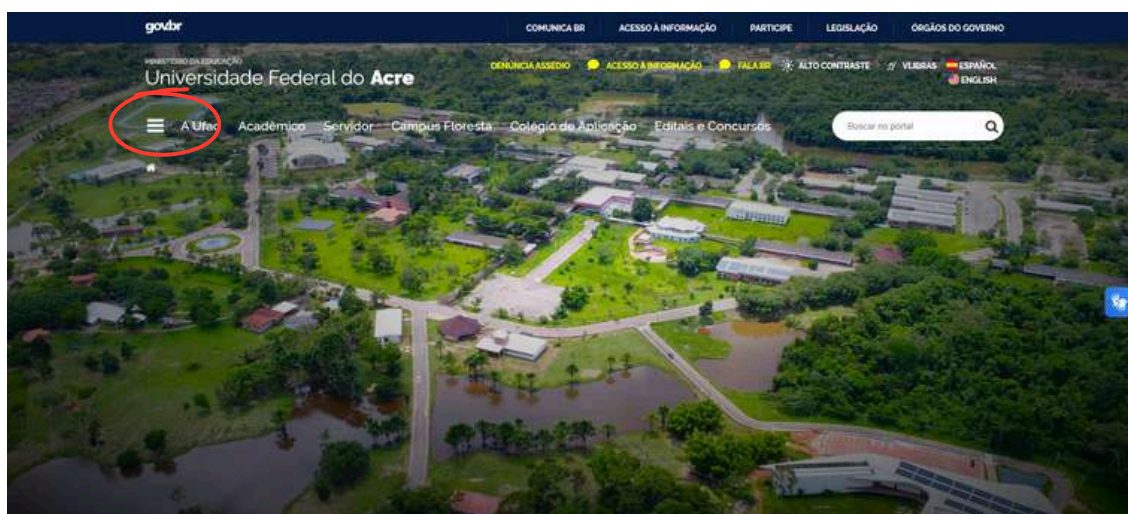 gov.br
COMUNICA BR ACESSO À INFORMAÇÃO PARTICIPE LEGISLAÇÃO ÓRGÃOS DO GOVERNO
MINISTÉRIO DA EDUCAÇÃO
Universidade Federal do Acre
DENÚNCIA ASSÉDIO ACESSO À INFORMAÇÃO FALA.BR ALTO CONTRASTE VLIBRAS ESPAÑOL
ENGLISH
A Ufac Acadêmico Servidor Campus Floresta Colégio de Aplicação Editais e Concursos Buscar no portal